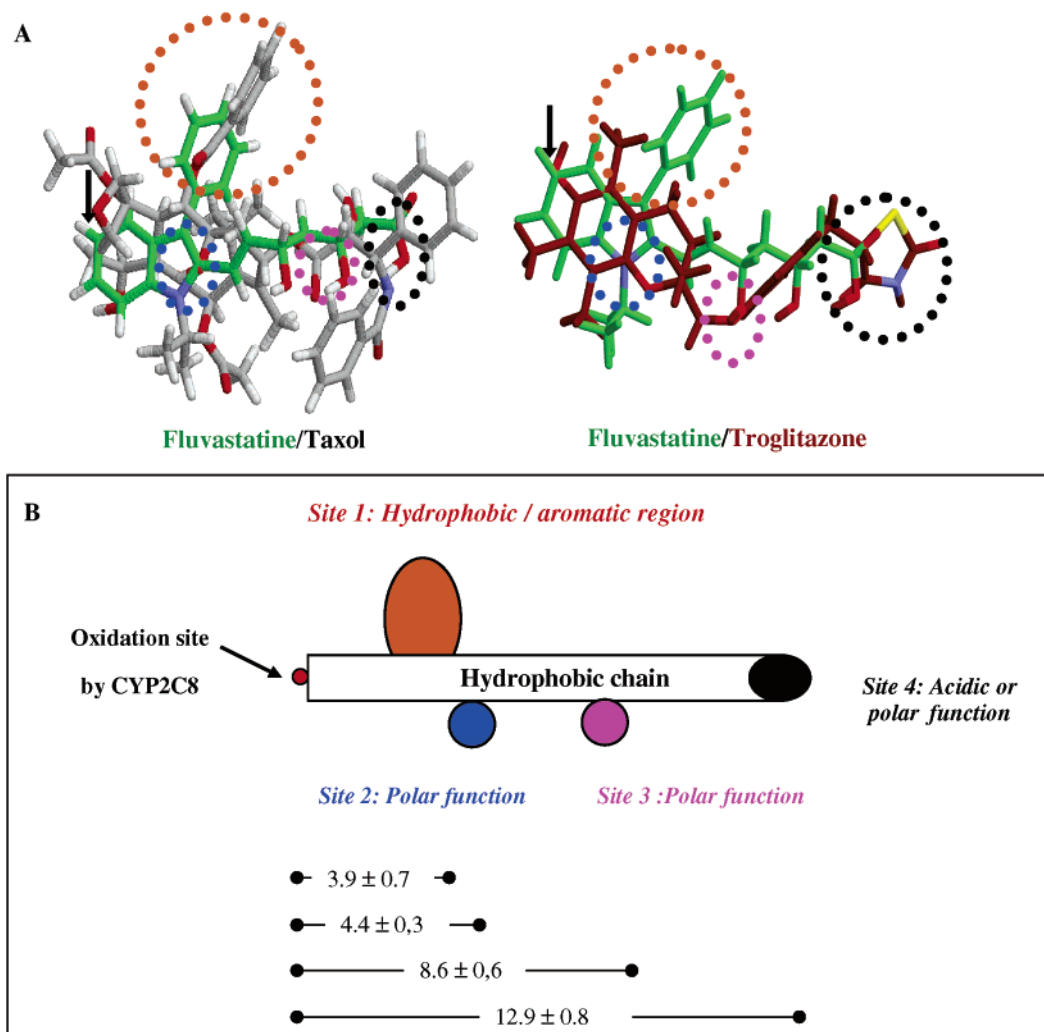 A
Fluvastatine/Taxol
Fluvastatine/Troglitazone
B
Site 1: Hydrophobic / aromatic region
Oxidation site
by CYP2C8
Hydrophobic chain
Site 4: Acidic or
polar function
Site 2: Polar function
Site 3 :Polar function
3.9 ± 0.7
4.4 ± 0,3
8.6 ± 0,6
12.9 ± 0.8